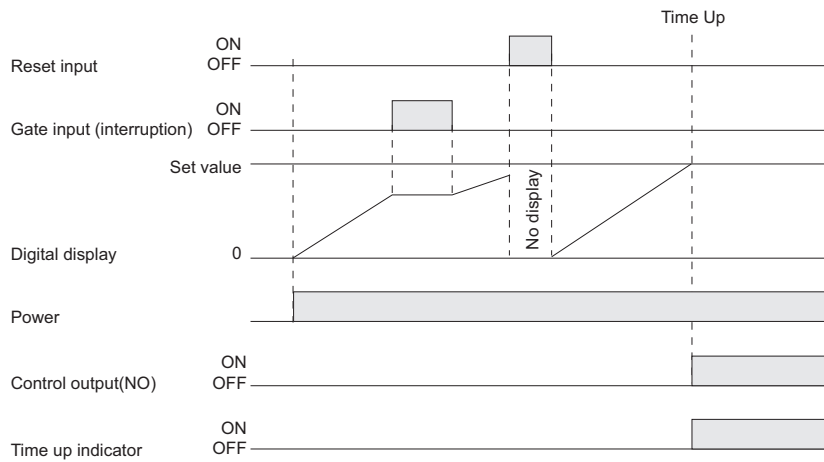 Time Up
ON
Reset input OFF
ON
Gate input (interruption) OFF
Set value
No display
Digital display 0
Power
ON
Control output(NO) OFF
ON
Time up indicator OFF